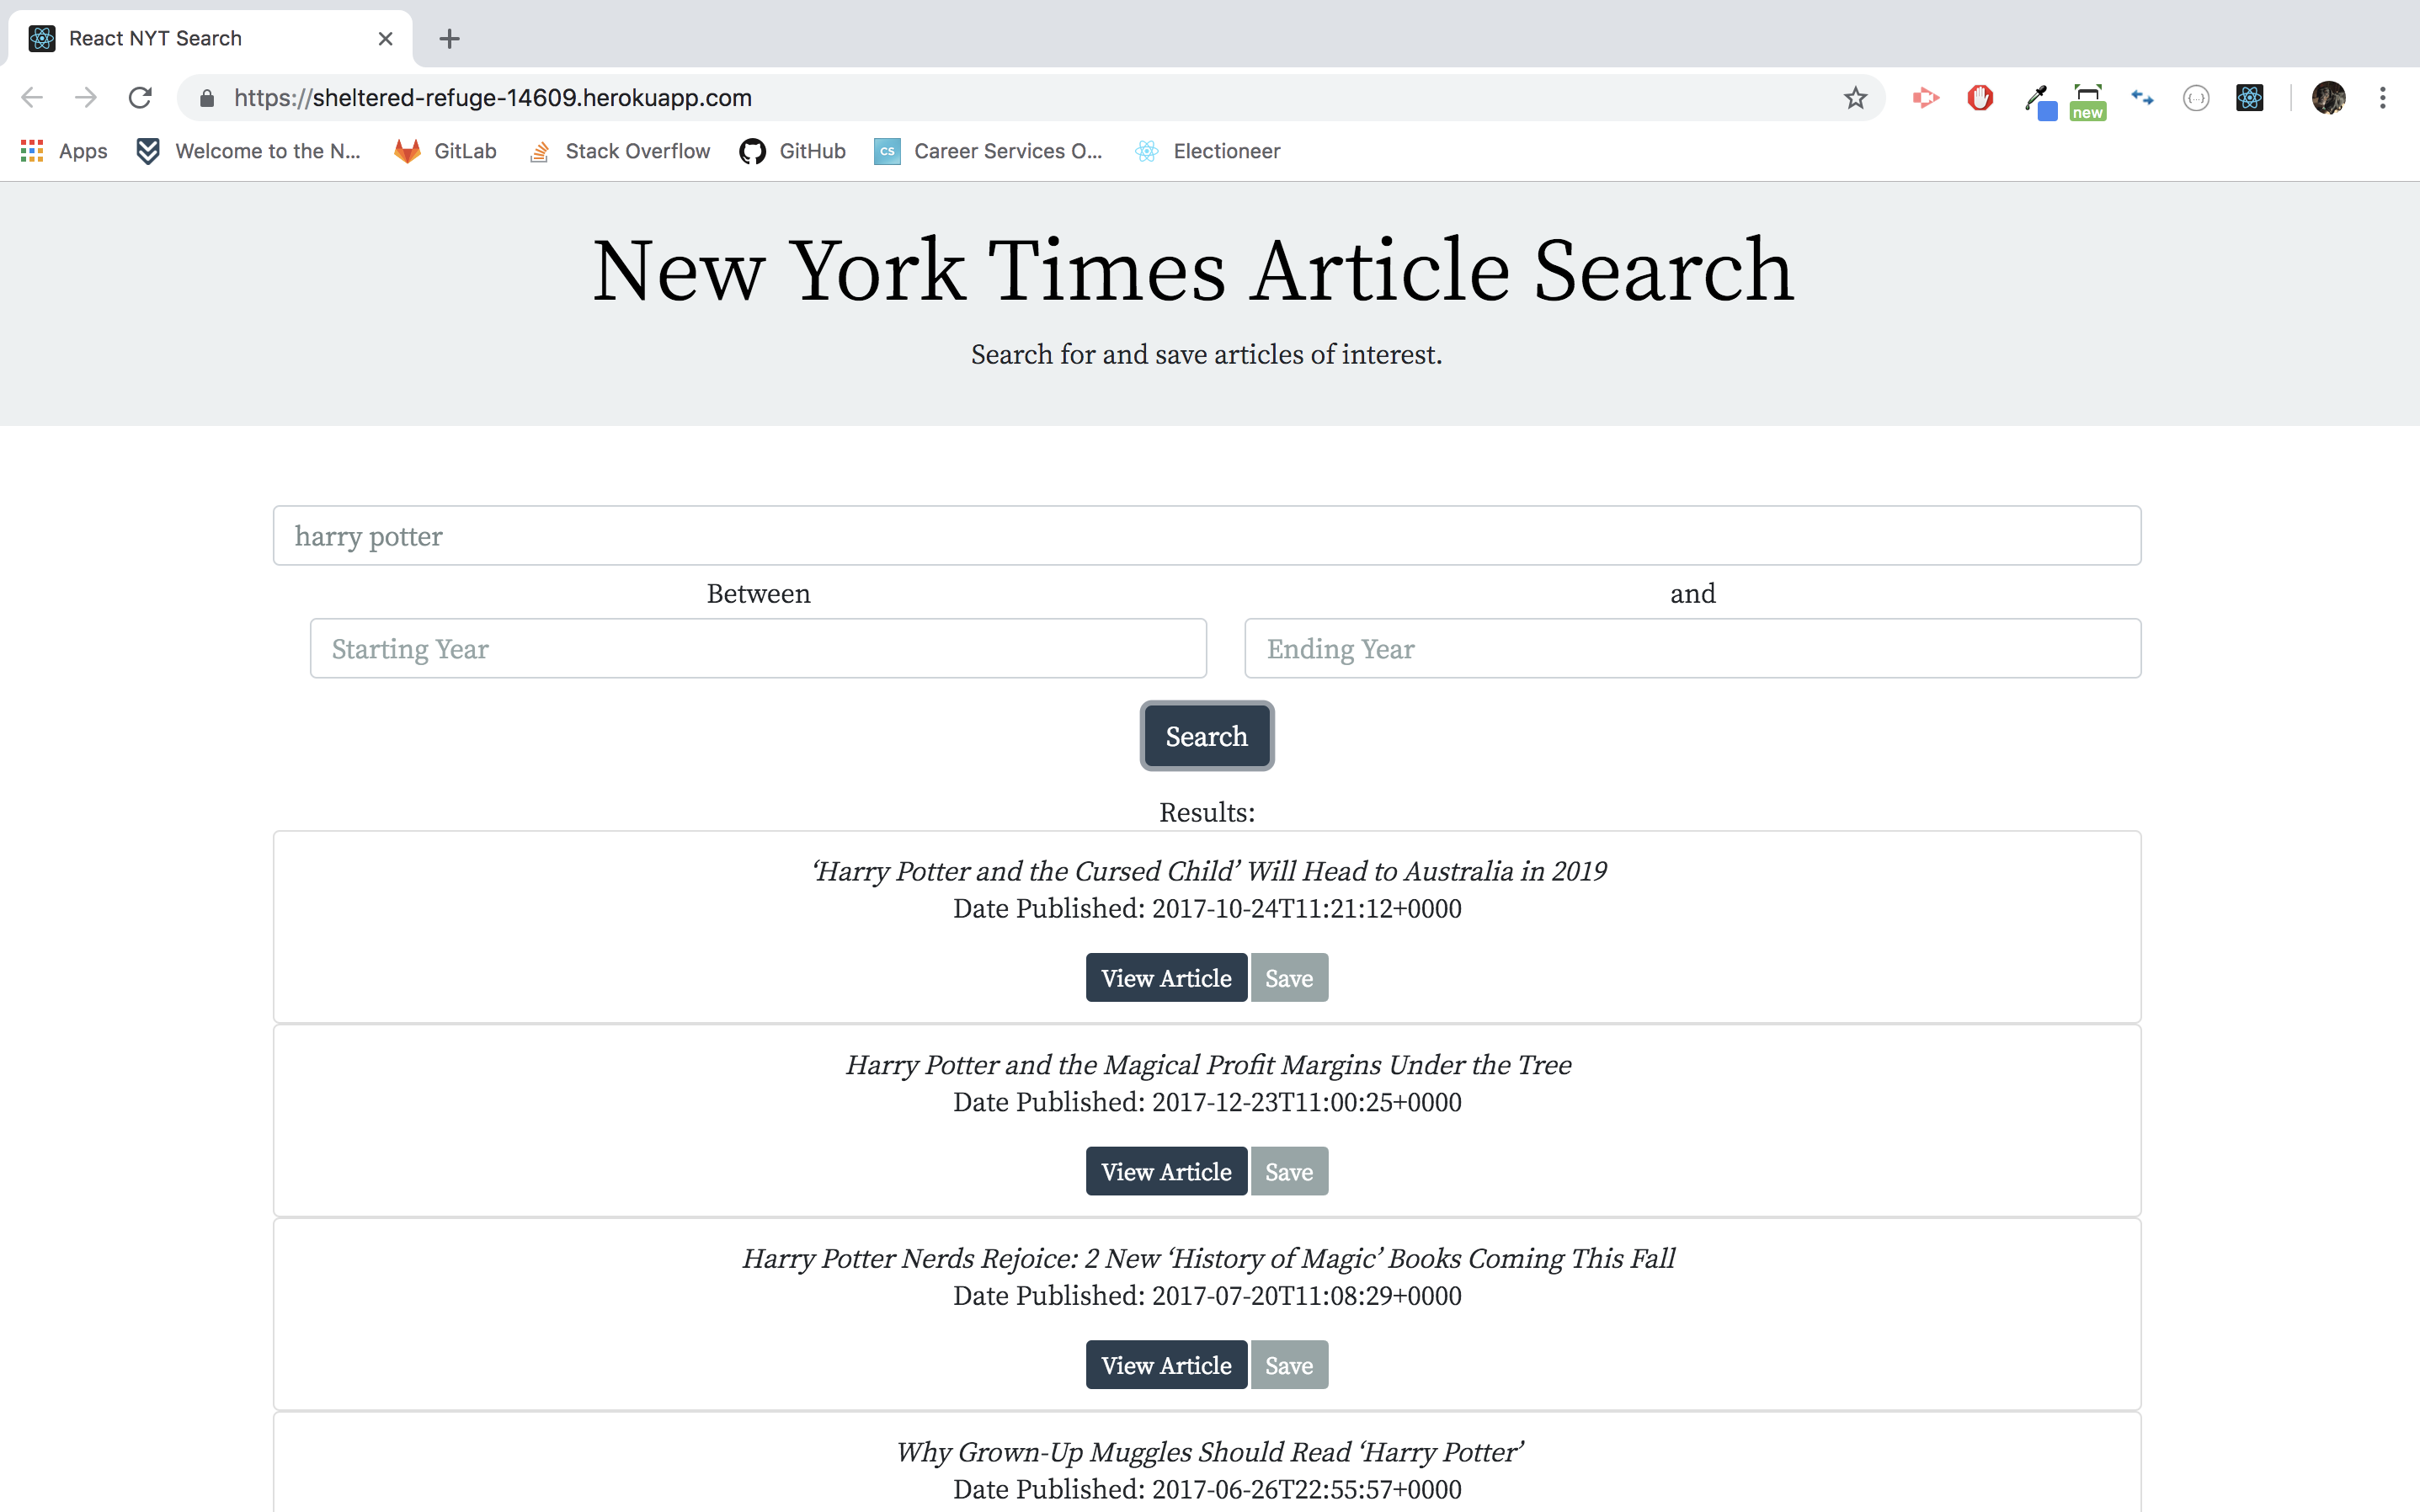 React NYT Search
https://sheltered-refuge-14609.herokuapp.com
new
Apps Welcome to the N... GitLab Stack Overflow GitHub CS Career Services O... Electioneer
New York Times Article Search
Search for and save articles of interest.
harry potter
Between and
Starting Year Ending Year
Search
Results:
‘Harry Potter and the Cursed Child’ Will Head to Australia in 2019
Date Published: 2017-10-24T11:21:12+0000
View Article Save
Harry Potter and the Magical Profit Margins Under the Tree
Date Published: 2017-12-23T11:00:25+0000
View Article Save
Harry Potter Nerds Rejoice: 2 New ‘History of Magic’ Books Coming This Fall
Date Published: 2017-07-20T11:08:29+0000
View Article Save
Why Grown-Up Muggles Should Read ‘Harry Potter’
Date Published: 2017-06-26T22:55:57+0000